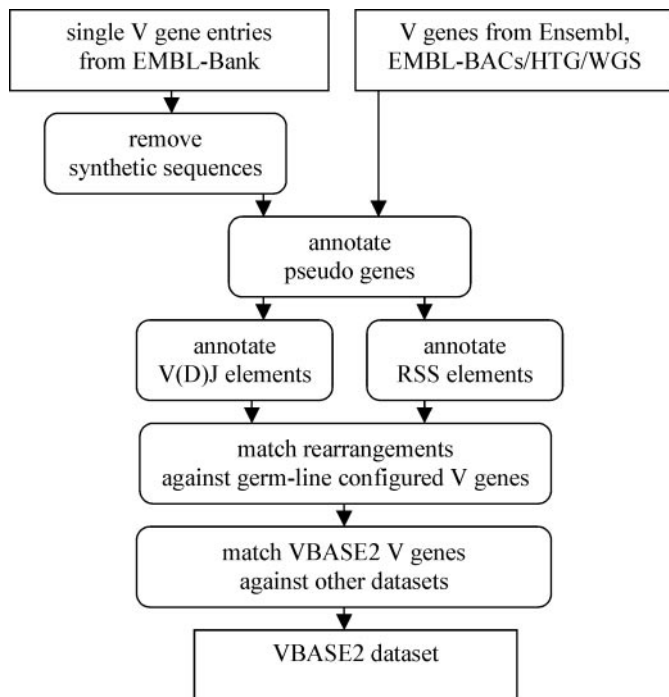 single V gene entries
from EMBL-Bank
V genes from Ensembl,
EMBL-BACs/HTG/WGS
remove
synthetic sequences
annotate
pseudo genes
annotate
V(D)J elements
annotate
RSS elements
match rearrangements
against germ-line configured V genes
match VBASE2 V genes
against other datasets
VBASE2 dataset